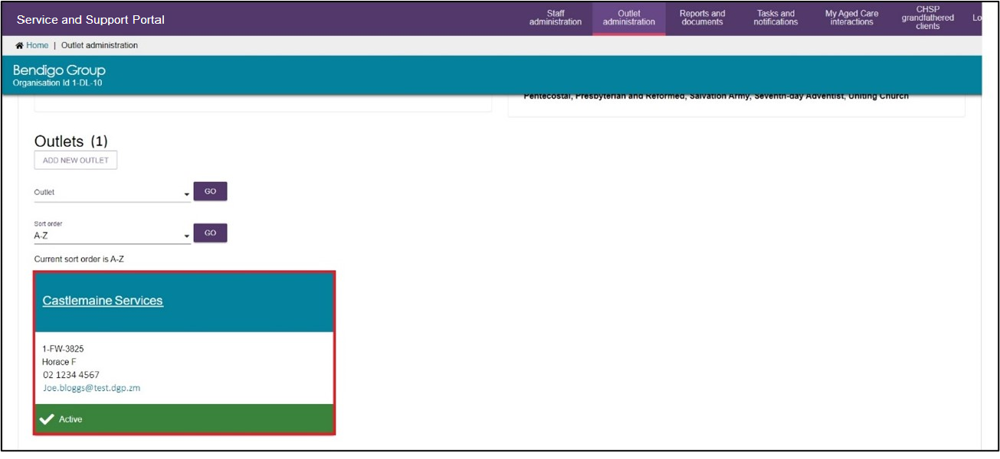 Service and Support Portal
Staff administration
Outlet administration
Reports and documents
Tasks and notifications
My Aged Care interactions
CHSP grandfathered clients
Lo
Home | Outlet administration
Bendigo Group
Organisation Id 1-DL-10
Pentecostal, Presbyterian and Reformed, Salvation Army, Seventh-day Adventist, Uniting Church
Outlets (1)
ADD NEW OUTLET
Outlet
GO
Sort order
A-Z
GO
Current sort order is A-Z
Castlemaine Services
1-FW-3825
Horace F
02 1234 4567
Joe.bloggs@test.dgp.zm
Active